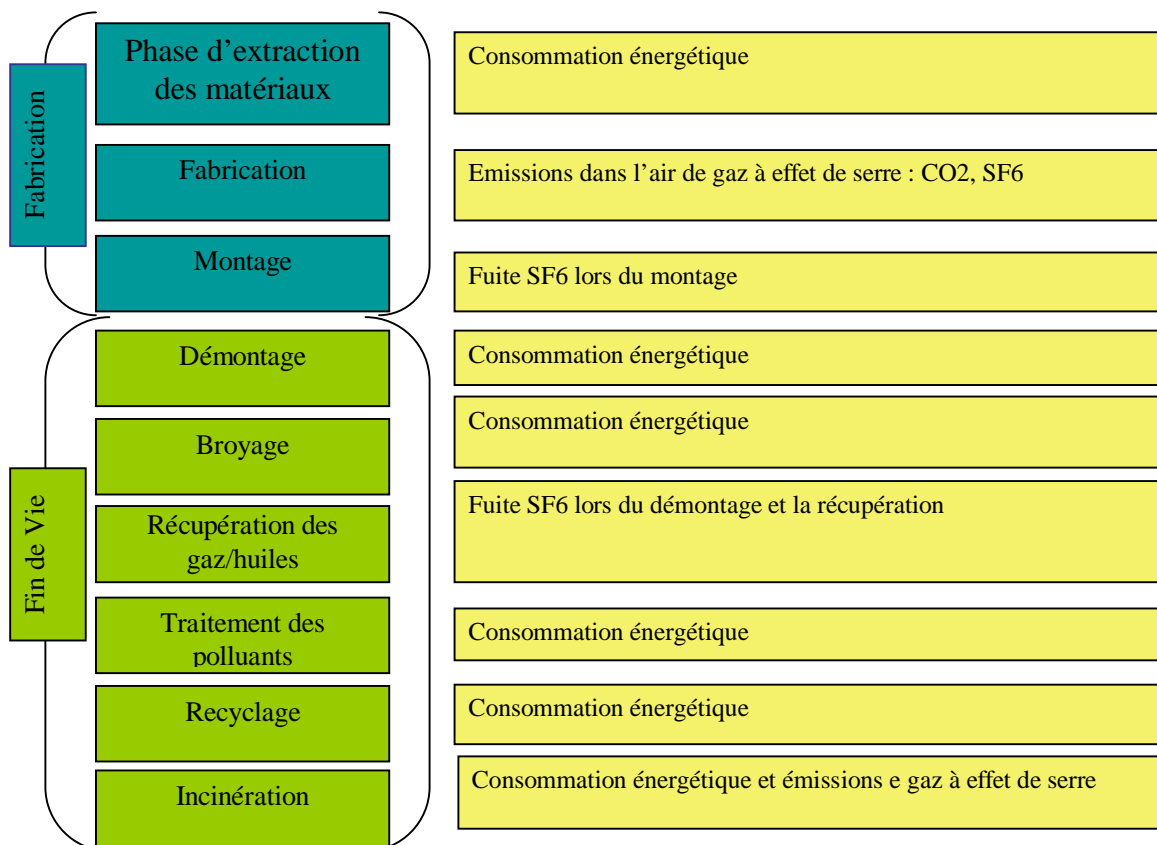 Fabrication
Phase d'extraction
des matériaux
Consommation énergétique
Fabrication
Emissions dans l'air de gaz à effet de serre : CO2, SF6
Montage
Fuite SF6 lors du montage
Fin de Vie
Démontage
Consommation énergétique
Broyage
Consommation énergétique
Récupération des
gaz/huiles
Fuite SF6 lors du démontage et la récupération
Traitement des
polluants
Consommation énergétique
Recyclage
Consommation énergétique
Incinération
Consommation énergétique et émissions e gaz à effet de serre